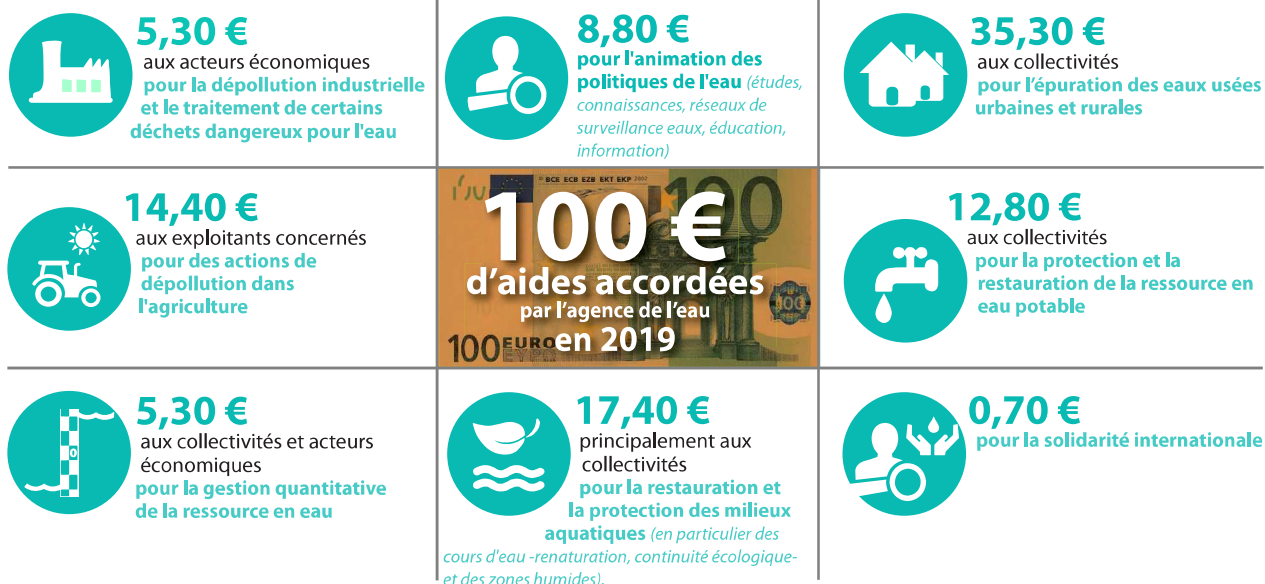 5,30 €
aux acteurs économiques
pour la dépollution industrielle
et le traitement de certains
déchets dangereux pour l'eau
8,80 €
pour l'animation des
politiques de l'eau (études,
connaissances, réseaux de
surveillance eaux, éducation,
information)
35,30 €
aux collectivités
pour l'épuration des eaux usées
urbaines et rurales
14,40 €
aux exploitants concernés
pour des actions de
dépollution dans
l'agriculture
BCE ECB EZB EKT EKP 2002
100
100 €
d'aides accordées
par l'agence de l'eau
en 2019
100
100 EURO
ΕΥΡΩ
12,80 €
aux collectivités
pour la protection et la
restauration de la ressource en
eau potable
5,30 €
aux collectivités et acteurs
économiques
pour la gestion quantitative
de la ressource en eau
0
17,40 €
principalement aux
collectivités
pour la restauration et
la protection des milieux
aquatiques (en particulier des
cours d'eau -renaturation, continuité écologique-
et des zones humides).
0,70 €
pour la solidarité internationale